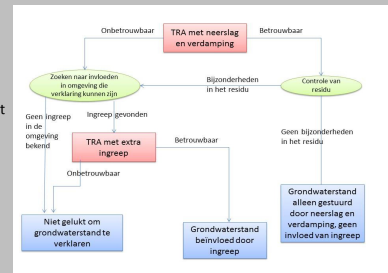 Onbetrouwbaar
TRA met neerslag
en verdamping
Betrouwbaar
Zoeken naar invloeden
in omgeving die
verklaring kunnen zijn
Bijzonderheden
in het residu
Controle van
residu
t
Geen ingreep
in de
omgeving
bekend
Ingreep gevonden
TRA met extra
ingreep
Betrouwbaar
Geen bijzonderheden
in het residu
Onbetrouwbaar
Niet gelukt om
grondwaterstand te
verklaren
Grondwaterstand
beïnvloed door
ingreep
Grondwaterstand
alleen gestuurd
door neerslag en
verdamping, geen
invloed van ingreep